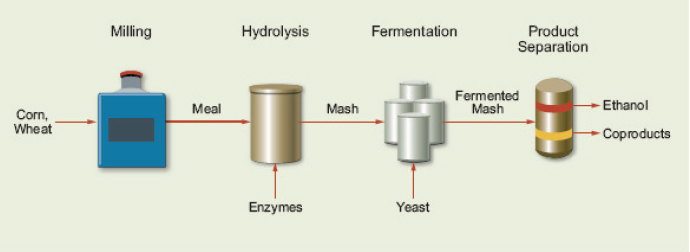 Milling
Hydrolysis
Fermentation
Product
Separation
Corn,
Wheat
Meal
Mash
Fermented
Mash
Ethanol
Coproducts
Enzymes
Yeast